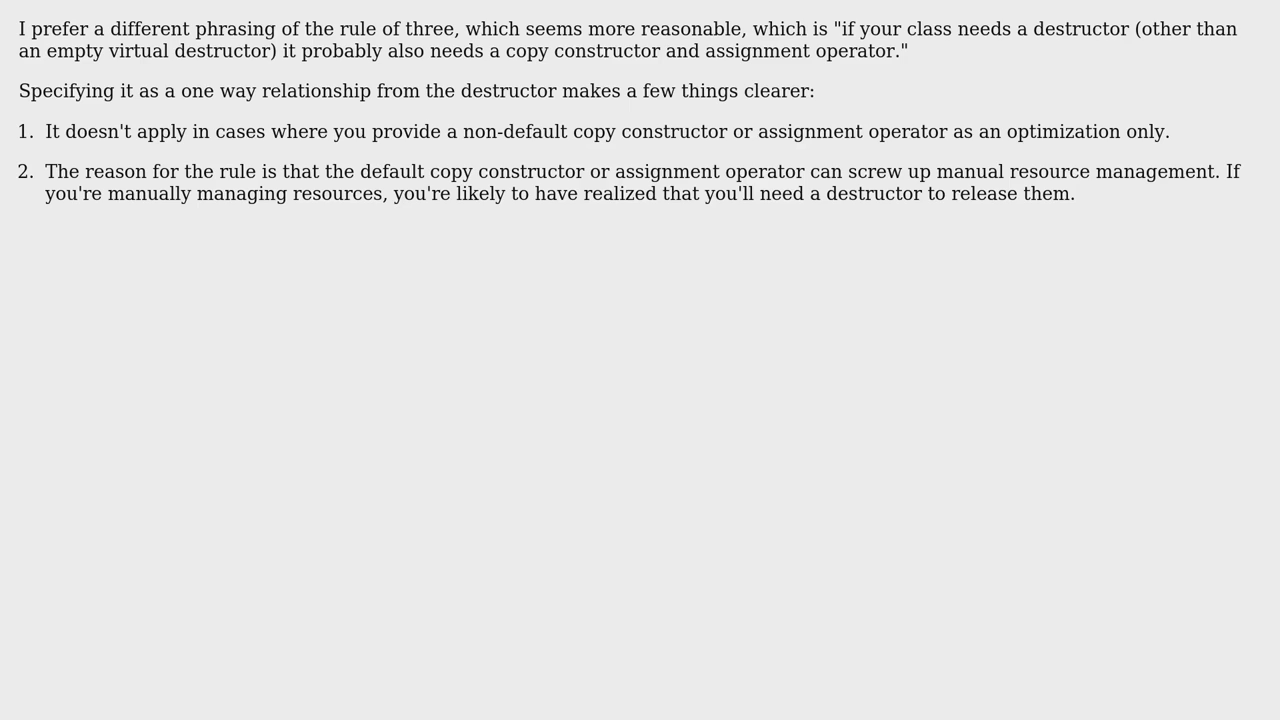 I prefer a different phrasing of the rule of three, which seems more reasonable, which is "if your class needs a destructor (other than
an empty virtual destructor) it probably also needs a copy constructor and assignment operator."
Specifying it as a one way relationship from the destructor makes a few things clearer:
1. It doesn't apply in cases where you provide a non-default copy constructor or assignment operator as an optimization only.
2. The reason for the rule is that the default copy constructor or assignment operator can screw up manual resource management. If
you're manually managing resources, you're likely to have realized that you'll need a destructor to release them.